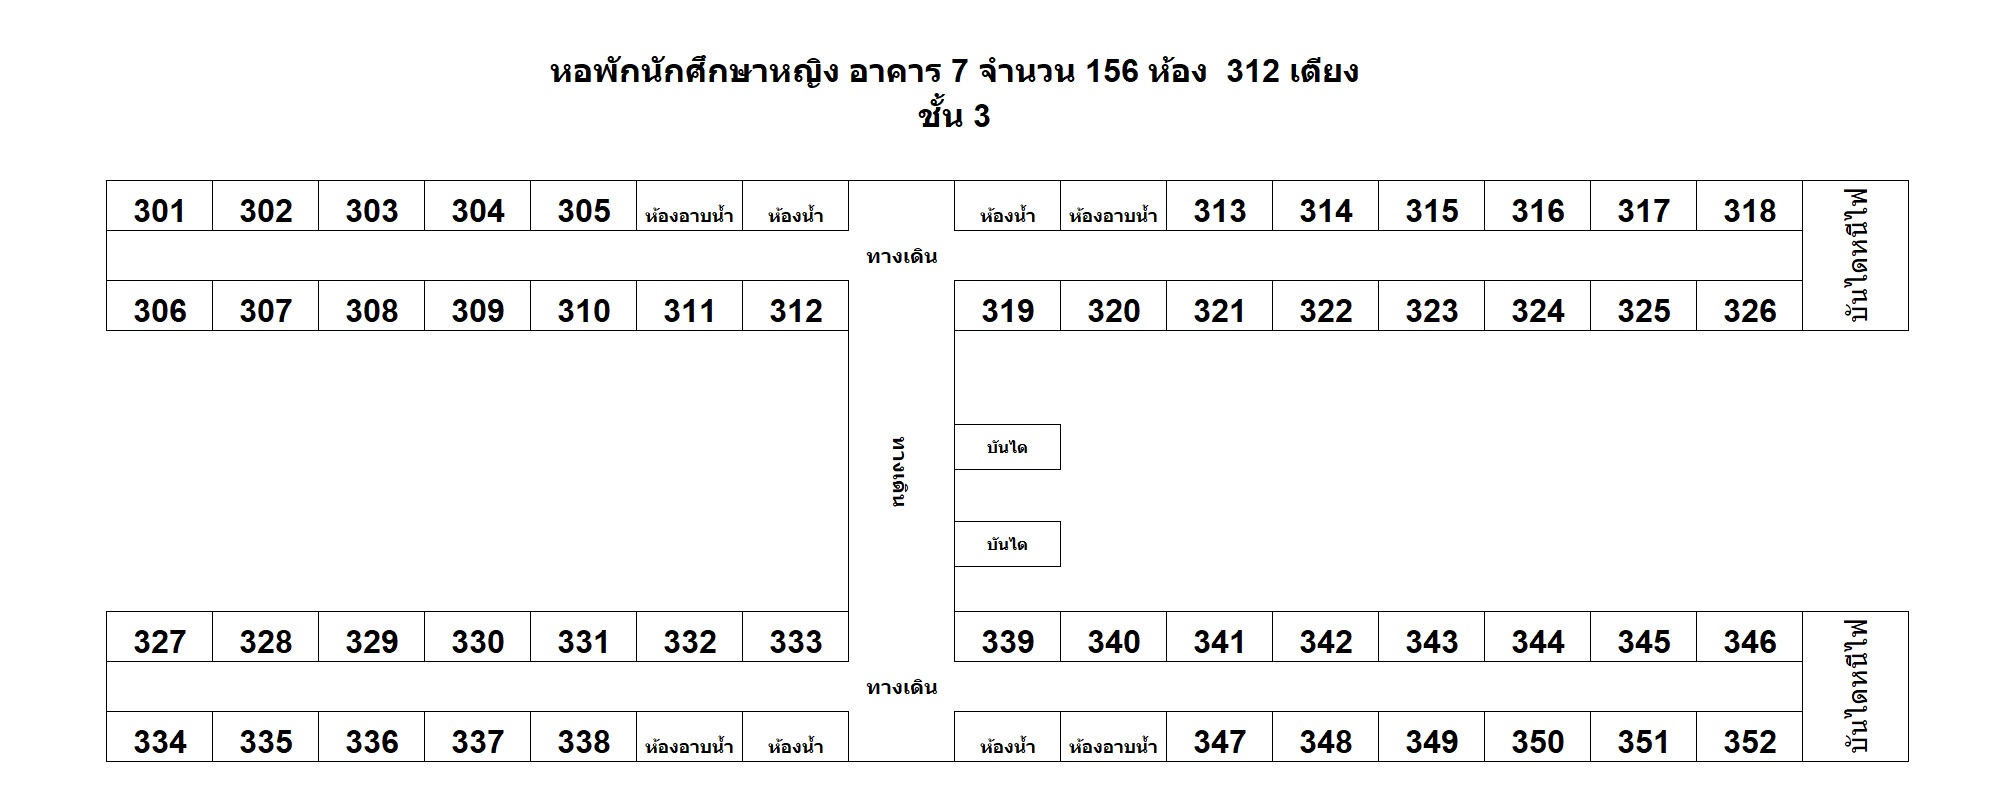 หอพักนักศึกษาหญิง อาคาร 7 จำนวน 156 ห้อง 312 เตียง
ชั้น 3
301 302 303 304 305 ห้องอาบน้ำ ห้องน้ำ ห้องน้ำ ห้องอาบน้ำ 313 314 315 316 317 318
บันไดหนีไฟ
ทางเดิน
306 307 308 309 310 311 312 319 320 321 322 323 324 325 326
บันได
ทางเดิน
บันได
327 328 329 330 331 332 333 339 340 341 342 343 344 345 346
บันไดหนีไฟ
ทางเดิน
334 335 336 337 338 ห้องอาบน้ำ ห้องน้ำ ห้องน้ำ ห้องอาบน้ำ 347 348 349 350 351 352